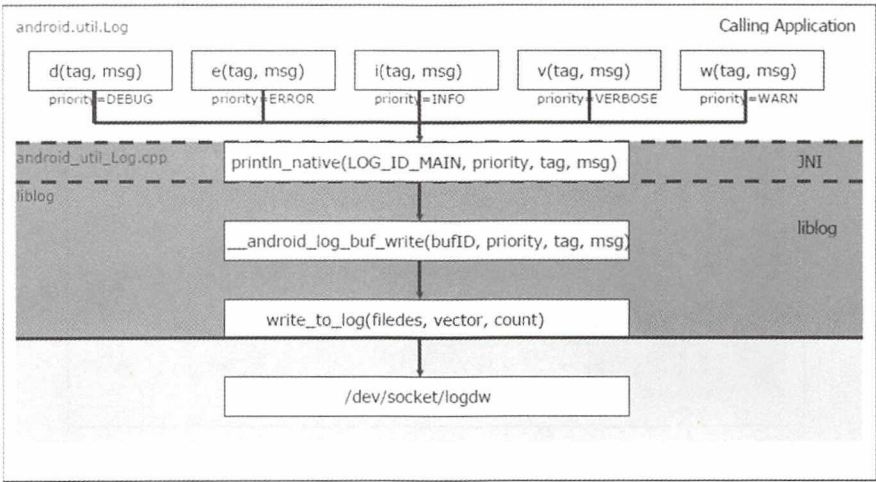 android.util.Log
Calling Application
d(tag, msg)
e(tag, msg)
i(tag, msg)
v(tag, msg)
w(tag, msg)
priority=DEBUG
priority=ERROR
priority=INFO
priority=VERBOSE
priority=WARN
android_util_Log.cpp
println_native(LOG_ID_MAIN, priority, tag, msg)
JNI
liblog
__android_log_buf_write(bufID, priority, tag, msg)
liblog
write_to_log(filedes, vector, count)
/dev/socket/logdw